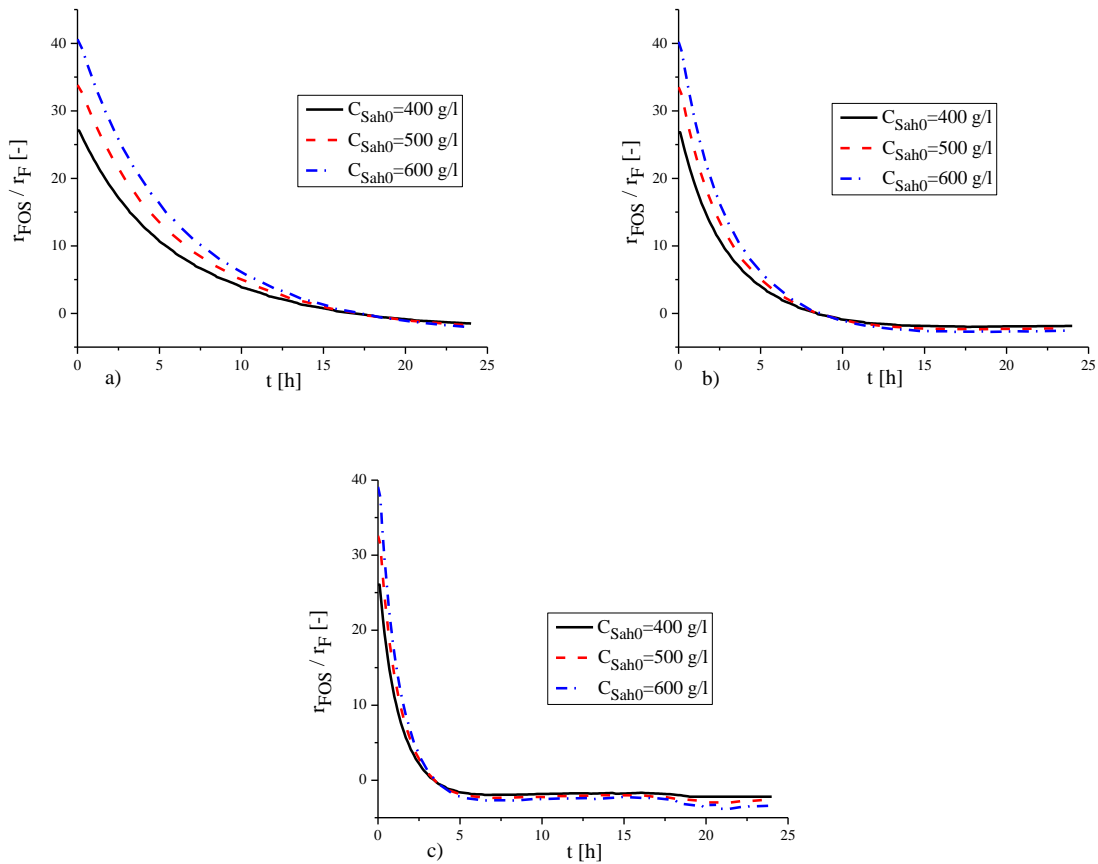 40
30
20
10
0
r_FOS / r_F [-]
C_Sah0=400 g/l
C_Sah0=500 g/l
C_Sah0=600 g/l
0 5 10 15 20 25
a) t [h]
40
30
20
10
0
r_FOS / r_F [-]
C_Sah0=400 g/l
C_Sah0=500 g/l
C_Sah0=600 g/l
0 5 10 15 20 25
b) t [h]
40
30
20
10
0
r_FOS / r_F [-]
C_Sah0=400 g/l
C_Sah0=500 g/l
C_Sah0=600 g/l
0 5 10 15 20 25
c) t [h]